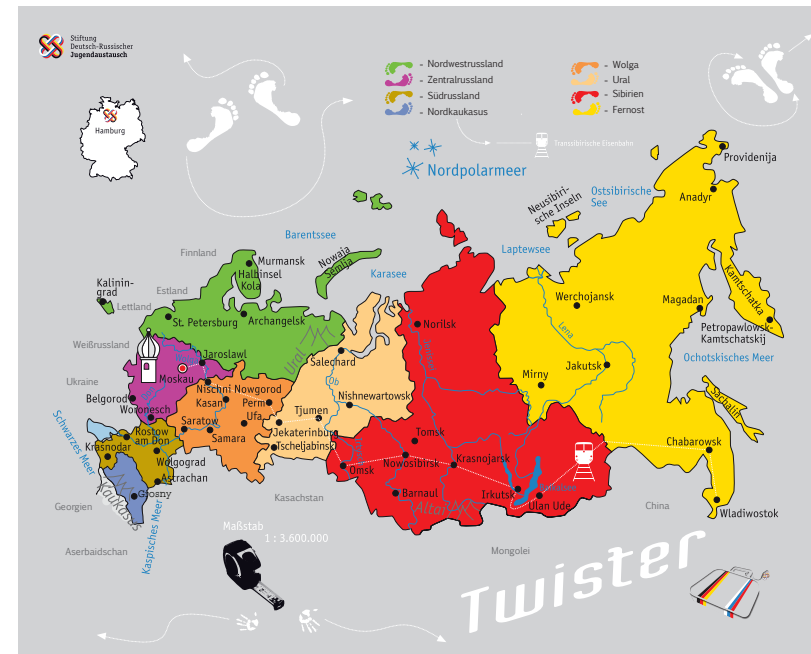 Stiftung
Deutsch-Russischer
Jugendaustausch
Hamburg
- Nordwestrussland
- Zentralrussland
- Südrussland
- Nordkaukasus
- Wolga
- Ural
- Sibirien
- Fernost
Transsibirische Eisenbahn
Nordpolarmeer
Providenija
Anadyr
Ostsibirische
See
Neusibiri-
sche Inseln
Barentssee
Laptewsee
Karasee
Nowaja
Semlja
Finnland
Murmansk
Halbinsel
Kola
Kalinin-
grad
Estland
Lettland
St. Petersburg
Archangelsk
Weißrussland
Ural
Norilsk
Werchojansk
Lena
Magadan
Kamtschatka
Petropawlowsk-
Kamtschatskij
Ochotskisches Meer
Jaroslawl
Moskau
Salechard
Jakutsk
Mirny
Ukraine
Nischni Nowgorod
Ob
Belgorod
Kasan
Perm
Nishnewartowsk
Woronesch
Ufa
Tjumen
Sachalin
Schwarzes Meer
Rostow
am Don
Saratow
Samara
Jekaterinburg
Tscheljabinsk
Tomsk
Chabarowsk
Krasnodar
Wolgograd
Omsk
Nowosibirsk
Krasnojarsk
Astrachan
Grosny
Kaukasus
Kasachstan
Barnaul
Altai
Irkutsk
Ulan Ude
Georgien
China
Wladiwostok
Kaspisches Meer
Maßstab
1 : 3.600.000
Aserbaidschan
Mongolei
Twister